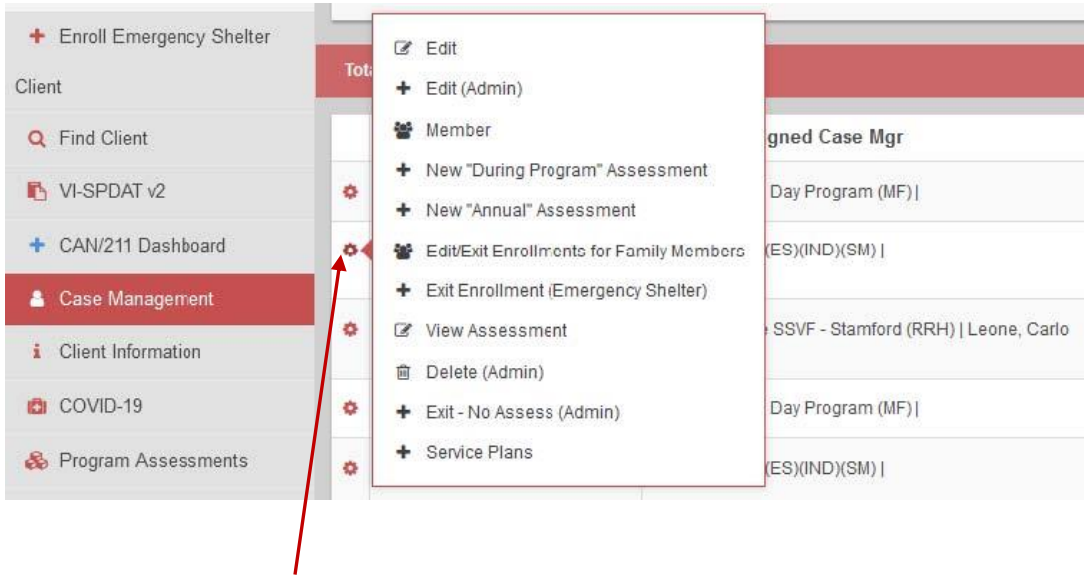 Enroll Emergency Shelter
Client
Find Client
VI-SPDAT v2
CAN/211 Dashboard
Case Management
Client Information
COVID-19
Program Assessments
Edit
Edit (Admin)
Member
New "During Program" Assessment
New "Annual" Assessment
Edit/Exit Enrollments for Family Members
Exit Enrollment (Emergency Shelter)
View Assessment
Delete (Admin)
Exit - No Assess (Admin)
Service Plans
gned Case Mgr
Day Program (MF) |
(ES)(IND)(SM) |
SSVF - Stamford (RRH) | Leone, Carlo
Day Program (MF) |
(ES)(IND)(SM) |